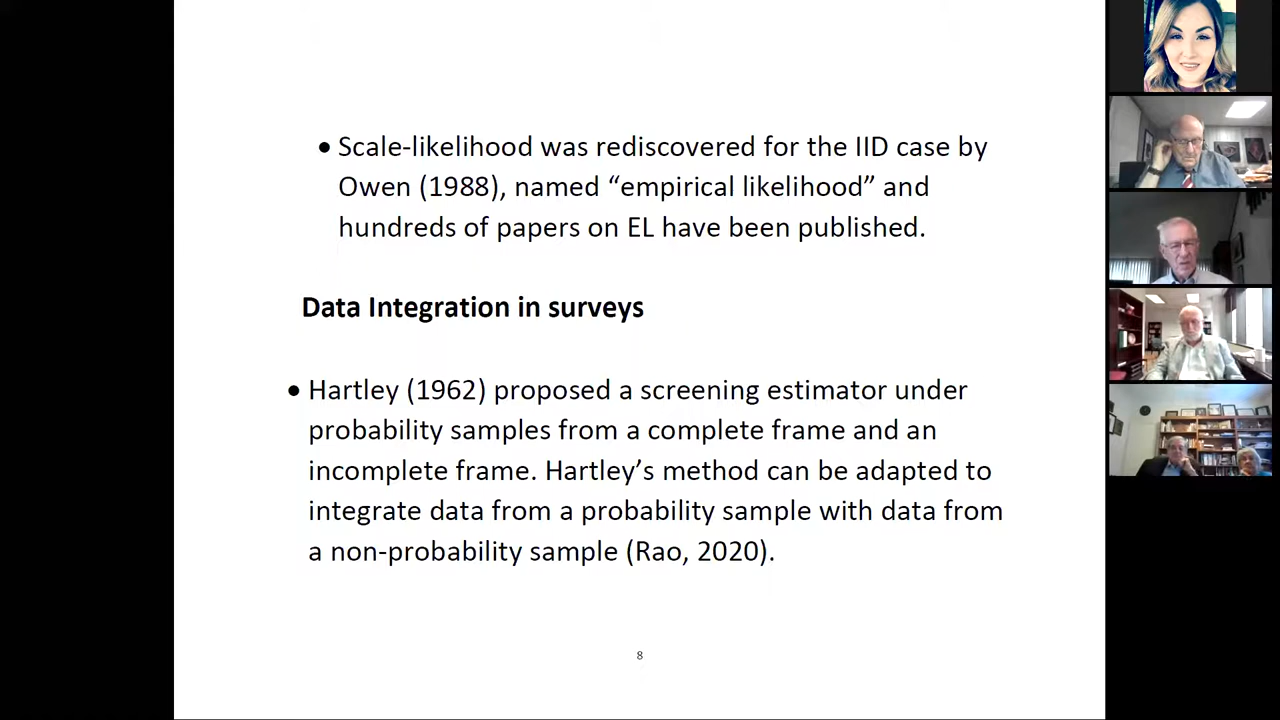 • Scale-likelihood was rediscovered for the IID case by
Owen (1988), named “empirical likelihood” and
hundreds of papers on EL have been published.
Data Integration in surveys
• Hartley (1962) proposed a screening estimator under
probability samples from a complete frame and an
incomplete frame. Hartley’s method can be adapted to
integrate data from a probability sample with data from
a non-probability sample (Rao, 2020).
8